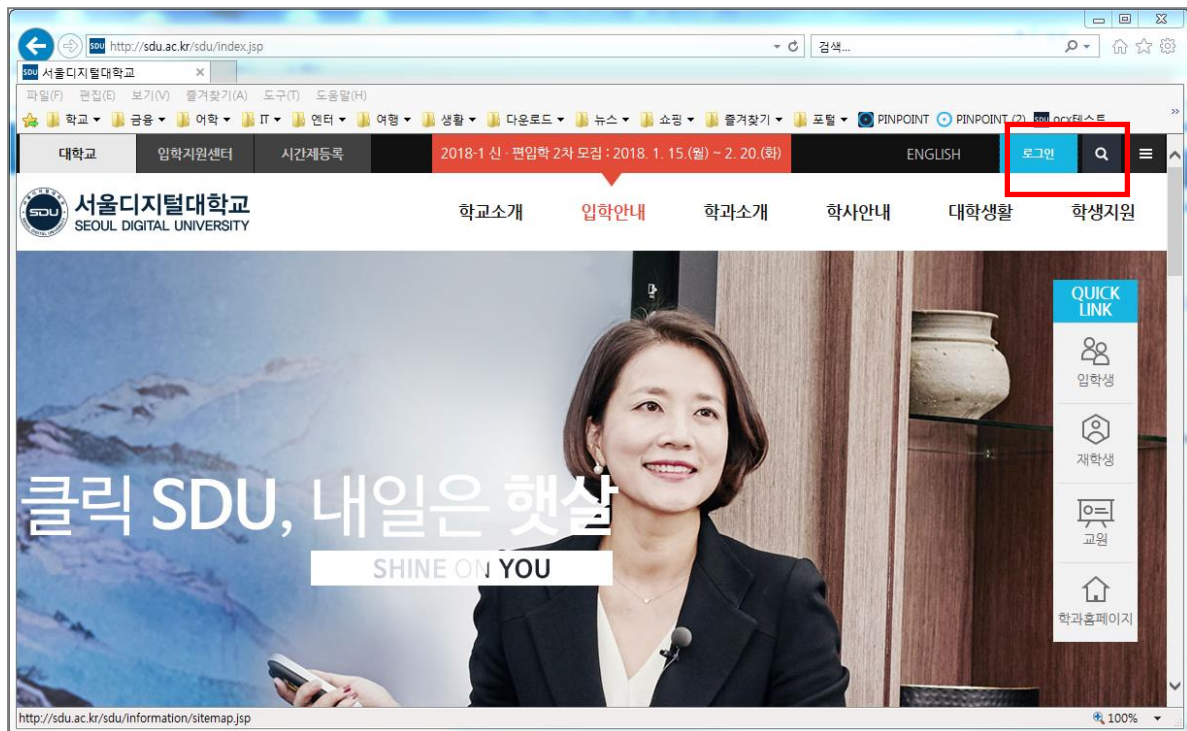 http://sdu.ac.kr/sdu/index.jsp
검색...
SDU 서울디지털대학교
파일(F) 편집(E) 보기(V) 즐겨찾기(A) 도구(T) 도움말(H)
학교 금융 어학 IT 엔터 여행 생활 다운로드 뉴스 쇼핑 즐겨찾기 포털 PINPOINT PINPOINT (2) ocx테스트
대학교 입학지원센터 시간제등록 2018-1 신 · 편입학 2차 모집 : 2018. 1. 15.(월) ~ 2. 20.(화) ENGLISH 로그인
SDU
서울디지털대학교
SEOUL DIGITAL UNIVERSITY
학교소개 입학안내 학과소개 학사안내 대학생활 학생지원
QUICK
LINK
입학생
재학생
교원
학과홈페이지
클릭 SDU, 내일은 햇살
SHINE ON YOU
http://sdu.ac.kr/sdu/information/sitemap.jsp
100%